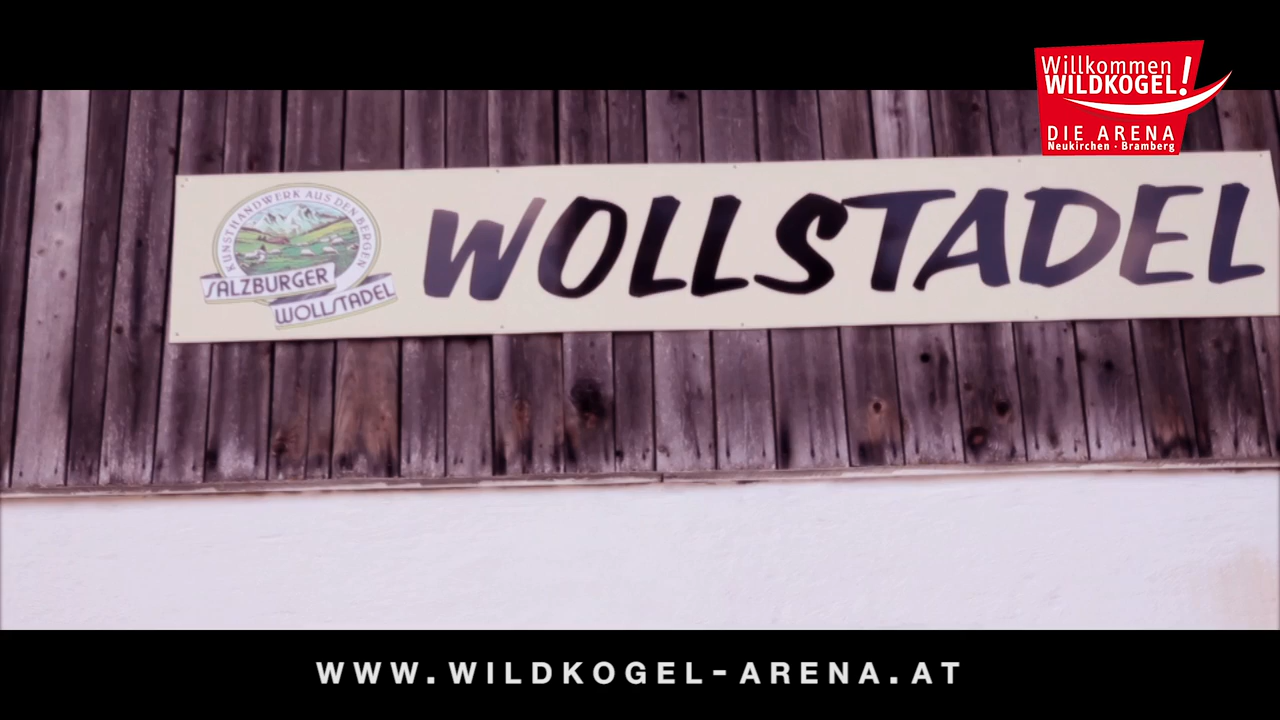 Willkommen
WILDKOGEL!
DIE ARENA
Neukirchen · Bramberg
KUNSTHANDWERK AUS DEN BERGEN
SALZBURGER
WOLLSTADEL
WOLLSTADEL
WWW.WILDKOGEL-ARENA.AT